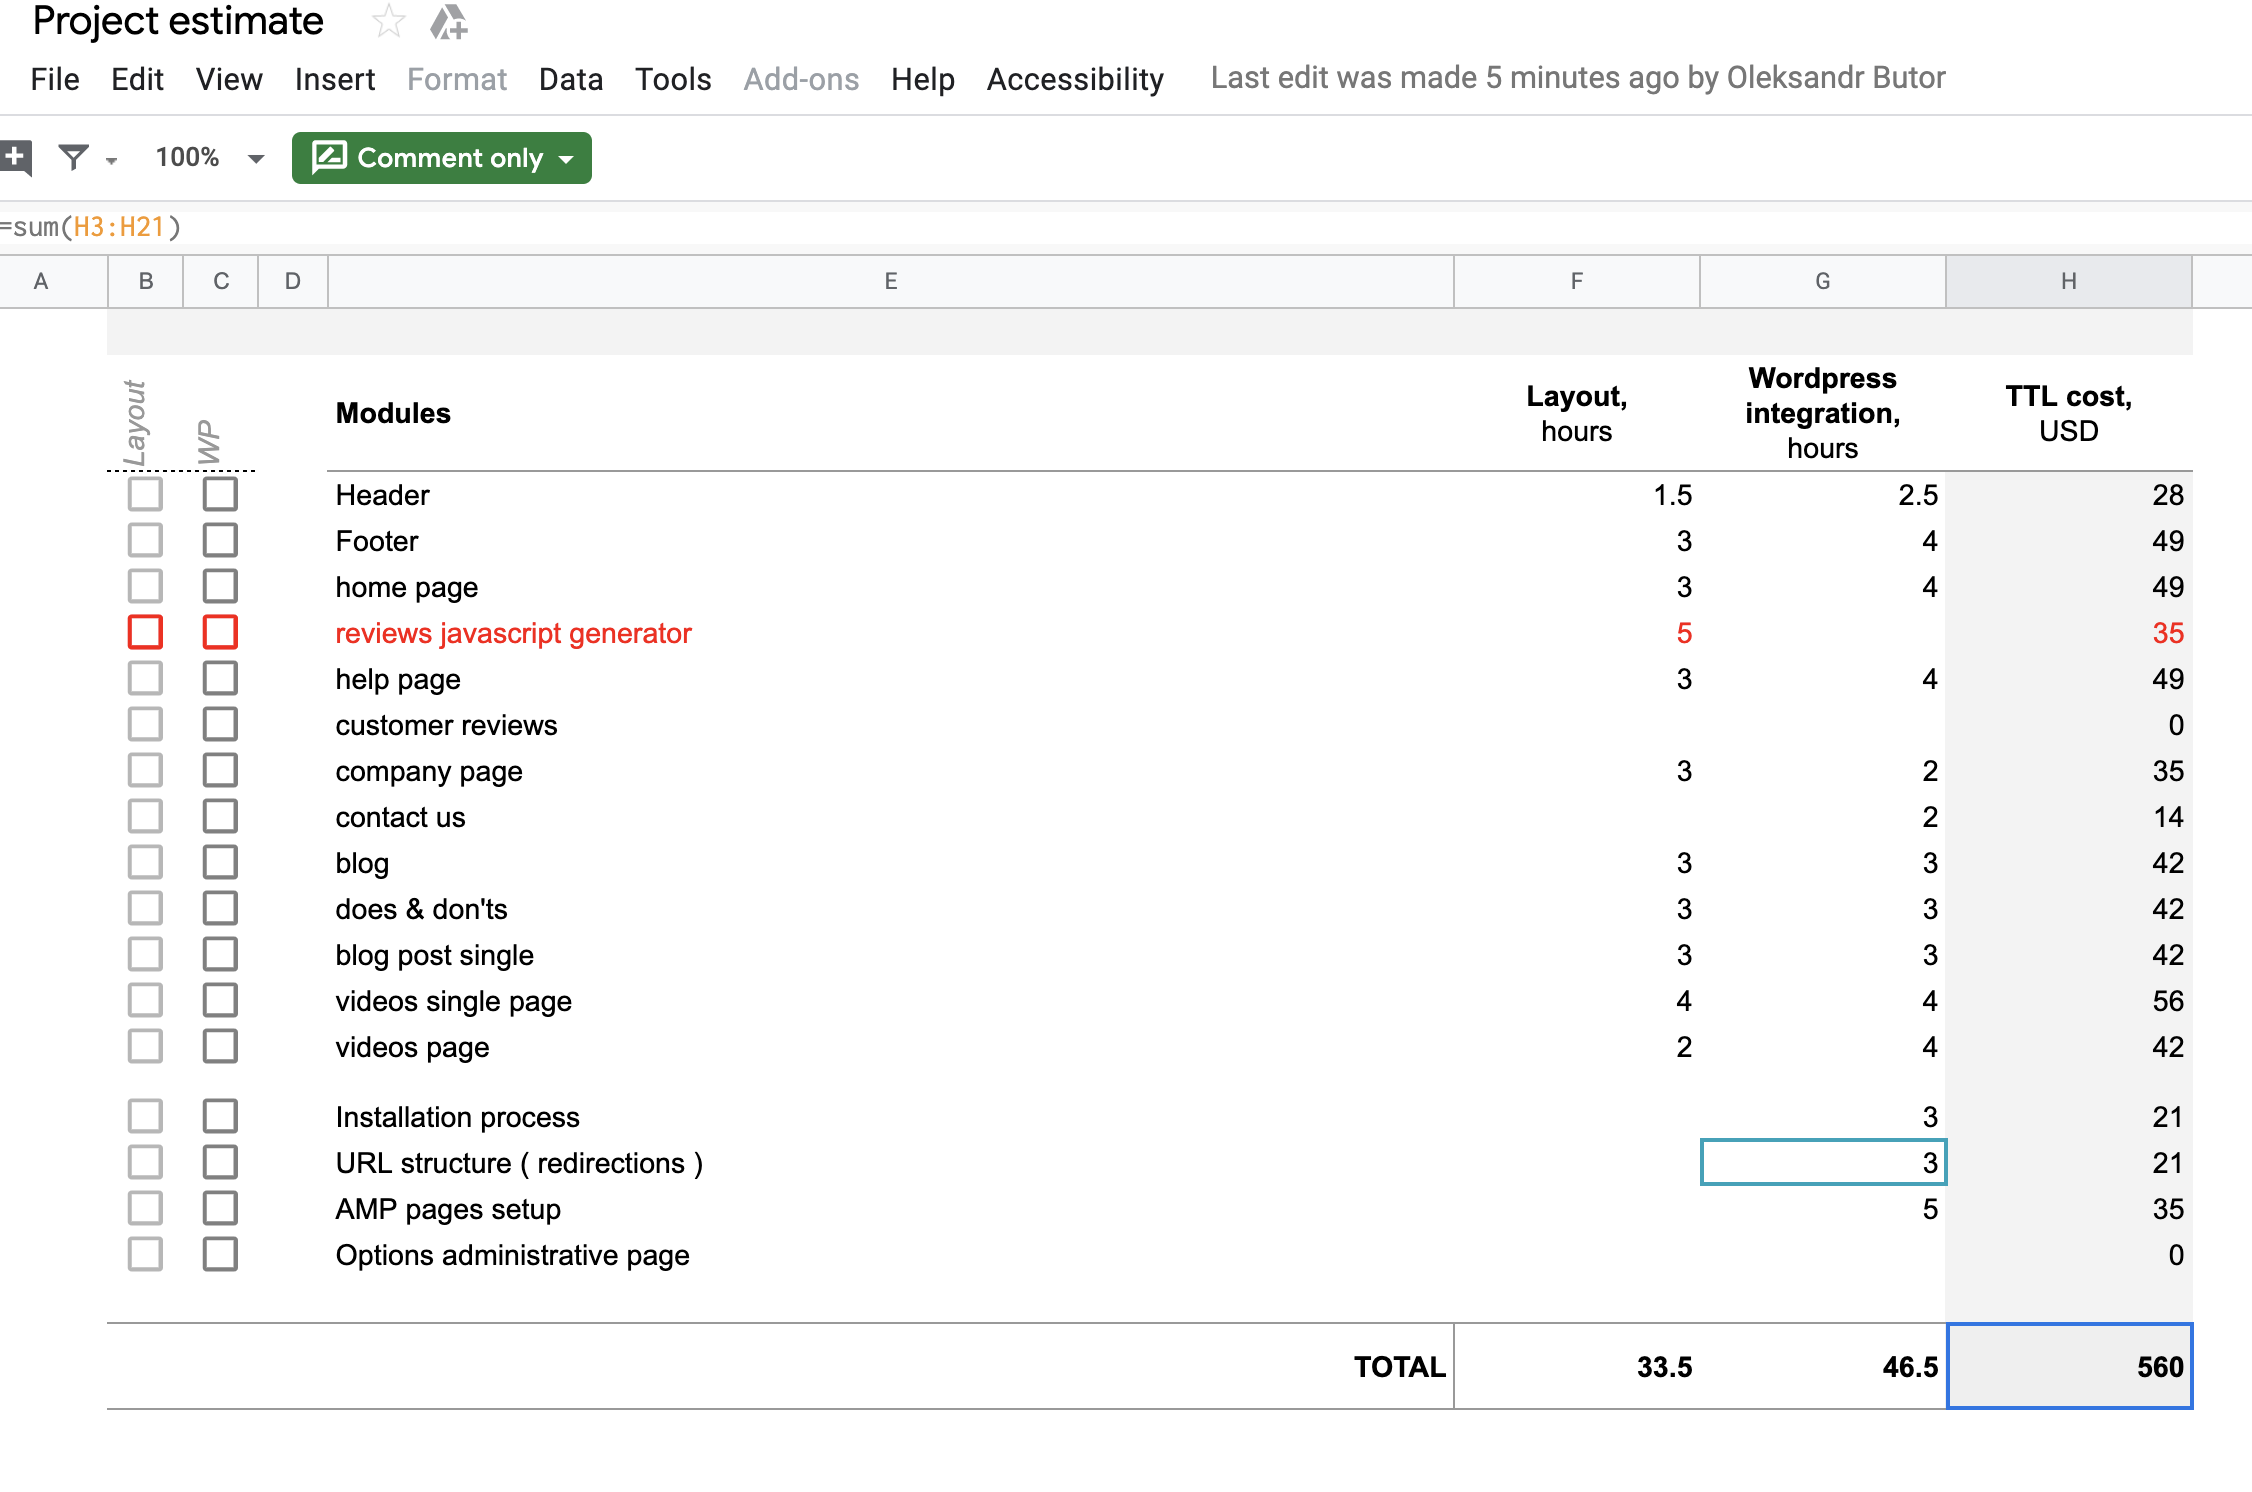 Project estimate
File Edit View Insert Format Data Tools Add-ons Help Accessibility Last edit was made 5 minutes ago by Oleksandr Butor
100% Comment only
=sum(H3:H21)
A B C D E F G H
Layout WP Modules Layout, hours Wordpress integration, hours TTL cost, USD
Header 1.5 2.5 28
Footer 3 4 49
home page 3 4 49
reviews javascript generator 5 35
help page 3 4 49
customer reviews 0
company page 3 2 35
contact us 2 14
blog 3 3 42
does & don'ts 3 3 42
blog post single 3 3 42
videos single page 4 4 56
videos page 2 4 42
Installation process 3 21
URL structure ( redirections ) 3 21
AMP pages setup 5 35
Options administrative page 0
TOTAL 33.5 46.5 560